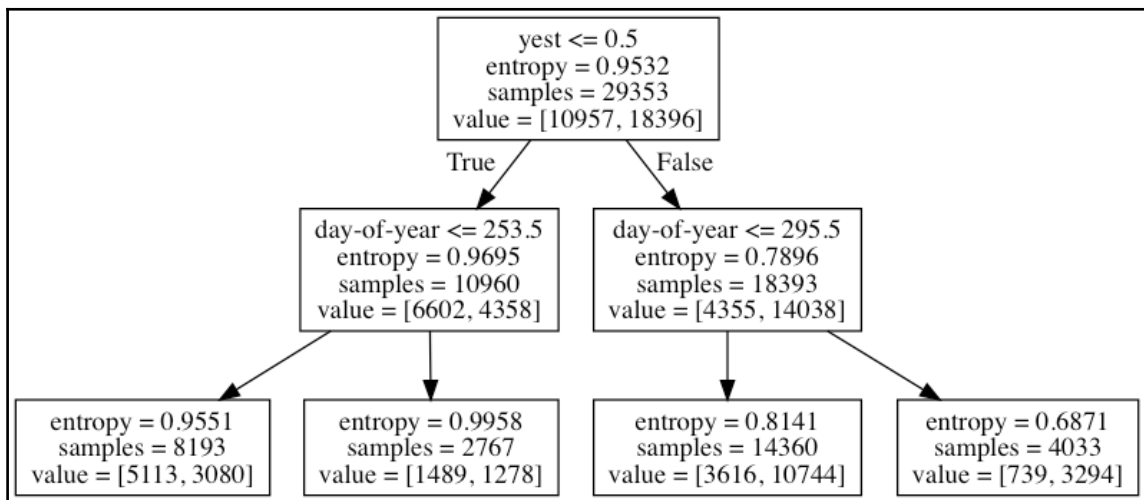 yest <= 0.5
entropy = 0.9532
samples = 29353
value = [10957, 18396]
True
False
day-of-year <= 253.5
entropy = 0.9695
samples = 10960
value = [6602, 4358]
day-of-year <= 295.5
entropy = 0.7896
samples = 18393
value = [4355, 14038]
entropy = 0.9551
samples = 8193
value = [5113, 3080]
entropy = 0.9958
samples = 2767
value = [1489, 1278]
entropy = 0.8141
samples = 14360
value = [3616, 10744]
entropy = 0.6871
samples = 4033
value = [739, 3294]